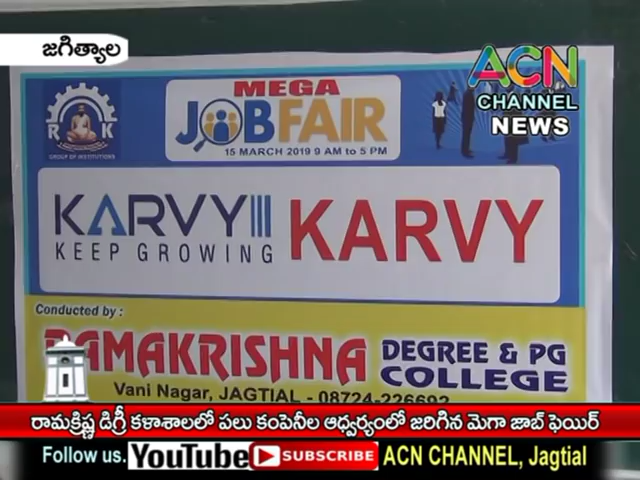 జగిత్యాల
ACN
CHANNEL
NEWS
MEGA
JOB FAIR
15 MARCH 2019 9 AM to 5 PM
R K
GROUP OF INSTITUTIONS
KARVY
KEEP GROWING
KARVY
Conducted by :
RAMAKRISHNA DEGREE & PG COLLEGE
Vani Nagar, JAGTIAL - 08724-226692
రామక్రిష్ణ డిగ్రీ కళాశాలలో పలు కంపెనీల ఆధ్వర్యంలో జరిగిన మెగా జాబ్ ఫెయిర్
Follow us. YouTube SUBSCRIBE ACN CHANNEL, Jagtial